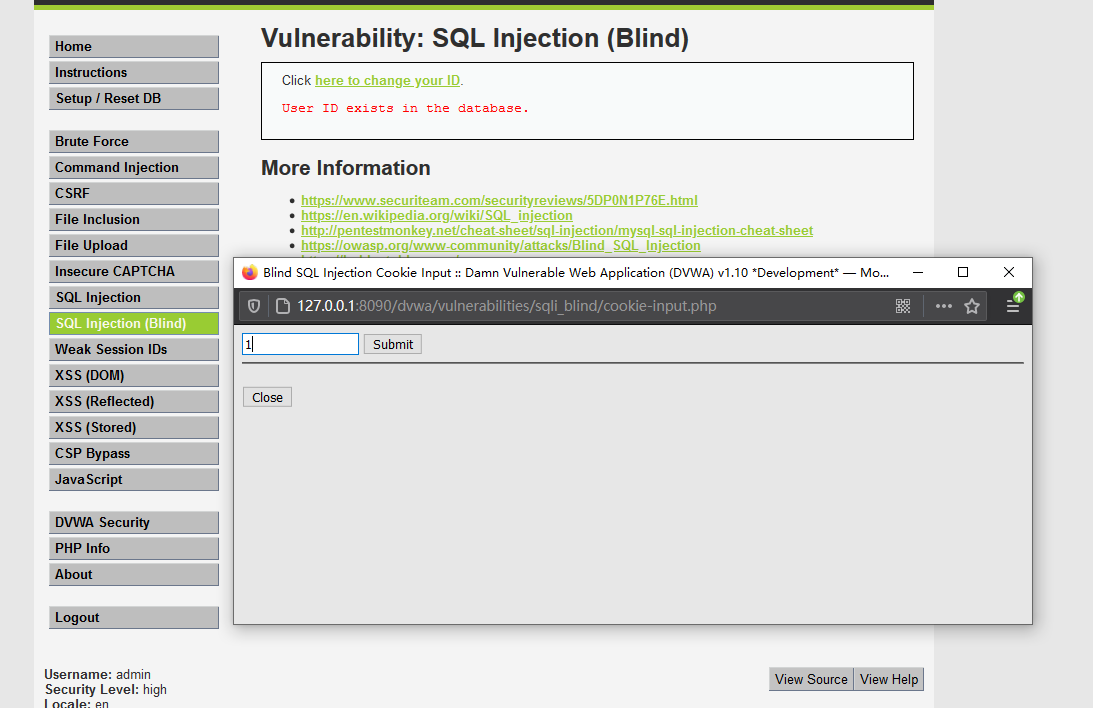 Home
Instructions
Setup / Reset DB
Brute Force
Command Injection
CSRF
File Inclusion
File Upload
Insecure CAPTCHA
SQL Injection
SQL Injection (Blind)
Weak Session IDs
XSS (DOM)
XSS (Reflected)
XSS (Stored)
CSP Bypass
JavaScript
DVWA Security
PHP Info
About
Logout
Vulnerability: SQL Injection (Blind)
Click here to change your ID.
User ID exists in the database.
More Information
https://www.securiteam.com/securityreviews/5DP0N1P76E.html
https://en.wikipedia.org/wiki/SQL_injection
http://pentestmonkey.net/cheat-sheet/sql-injection/mysql-sql-injection-cheat-sheet
https://owasp.org/www-community/attacks/Blind_SQL_Injection
Blind SQL Injection Cookie Input :: Damn Vulnerable Web Application (DVWA) v1.10 *Development* — Mo...
127.0.0.1:8090/dvwa/vulnerabilities/sqli_blind/cookie-input.php
1 Submit
Close
Username: admin
Security Level: high
Locale: en
View Source View Help